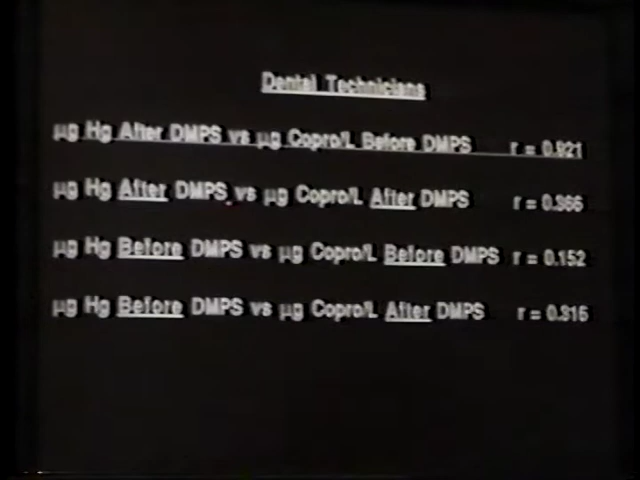 Dental Technicians
µg Hg After DMPS vs µg Copro/L Before DMPS r = 0.921
µg Hg After DMPS vs µg Copro/L After DMPS r = 0.366
µg Hg Before DMPS vs µg Copro/L Before DMPS r = 0.152
µg Hg Before DMPS vs µg Copro/L After DMPS r = 0.315